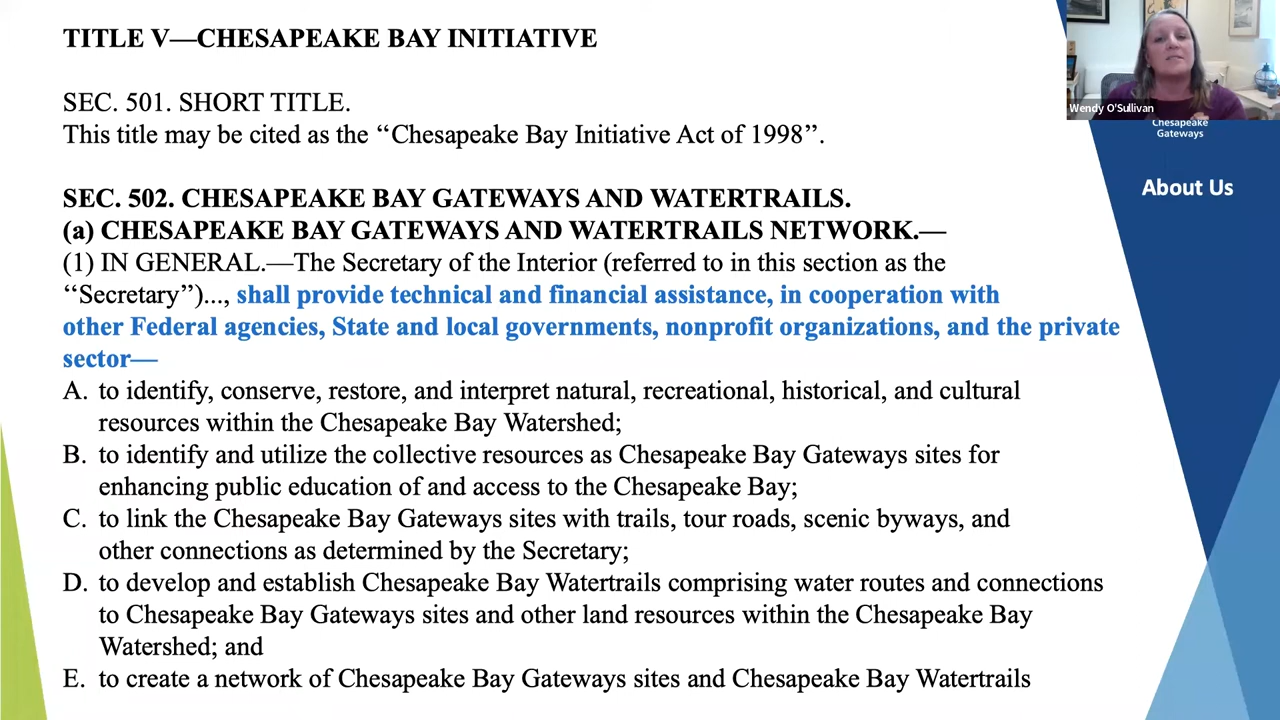 TITLE V—CHESAPEAKE BAY INITIATIVE
SEC. 501. SHORT TITLE.
This title may be cited as the ‘‘Chesapeake Bay Initiative Act of 1998’’.
SEC. 502. CHESAPEAKE BAY GATEWAYS AND WATERTRAILS.
(a) CHESAPEAKE BAY GATEWAYS AND WATERTRAILS NETWORK.—
(1) IN GENERAL.—The Secretary of the Interior (referred to in this section as the
‘‘Secretary’’)..., shall provide technical and financial assistance, in cooperation with
other Federal agencies, State and local governments, nonprofit organizations, and the private
sector—
A. to identify, conserve, restore, and interpret natural, recreational, historical, and cultural
resources within the Chesapeake Bay Watershed;
B. to identify and utilize the collective resources as Chesapeake Bay Gateways sites for
enhancing public education of and access to the Chesapeake Bay;
C. to link the Chesapeake Bay Gateways sites with trails, tour roads, scenic byways, and
other connections as determined by the Secretary;
D. to develop and establish Chesapeake Bay Watertrails comprising water routes and connections
to Chesapeake Bay Gateways sites and other land resources within the Chesapeake Bay
Watershed; and
E. to create a network of Chesapeake Bay Gateways sites and Chesapeake Bay Watertrails
Wendy O'Sullivan
Chesapeake
Gateways
About Us